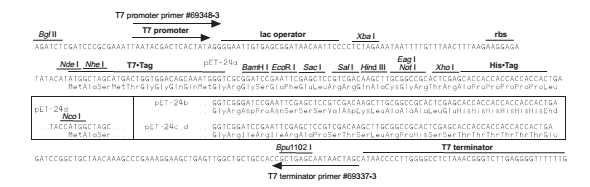 T7 promoter primer #69348-3
Bgl II T7 promoter lac operator Xba I rbs
AGATCTCGATCCCGCGAAATTAATACGACTCACTATAGGGGAATTGTGAGCGGATAACAATTCCCCTCTAGAAATAATTTTGTTTAACTTTAAGAAGGAGA
Nde I Nhe I T7•Tag pET-24a BamH I EcoR I Sac I Sal I Hind III Eag I Not I Xho I His•Tag
TATACATATGGCTAGCATGACTGGTGGACAGCAAATGGGTCGCGGATCCGAATTCGAGCTCCGTCGACAAGCTTGCGGCCGCACTCGAGCACCACCACCACCACCACTGA
MetAlaSerMetThrGlyGlyGlnGlnMetGlyArgGlySerGluPheGluLeuArgArgGlnAlaCysGlyArgThrArgAlaProProProProProLeu
pET-24b ...GGTCGGGATCCGAATTCGAGCTCCGTCGACAAGCTTGCGGCCGCACTCGAGCACCACCACCACCACCACTGA
GlyArgAspProAsnSerSerSerValAspLysLeuAlaAlaAlaLeuGluHisHisHisHisHisHisEnd
pET-24d
Nco I
...TACCATGGCTAGC... pET-24c,d ...GGTCGGATCCGAATTCGAGCTCCGTCGACAAGCTTGCGGCCGCACTCGAGCACCACCACCACCACCACTGA
MetAlaSer... GlyArgIleArgIleArgAlaProSerThrSerLeuArgProHisSerSerThrThrThrThrThrThrGlu
Bpu1102 I T7 terminator
GATCCGGCTGCTAACAAAGCCCGAAAGGAAGCTGAGTTGGCTGCTGCCACCGCTGAGCAATAACTAGCATAACCCCTTGGGGCCTCTAAACGGGTCTTGAGGGGTTTTTTG
T7 terminator primer #69337-3